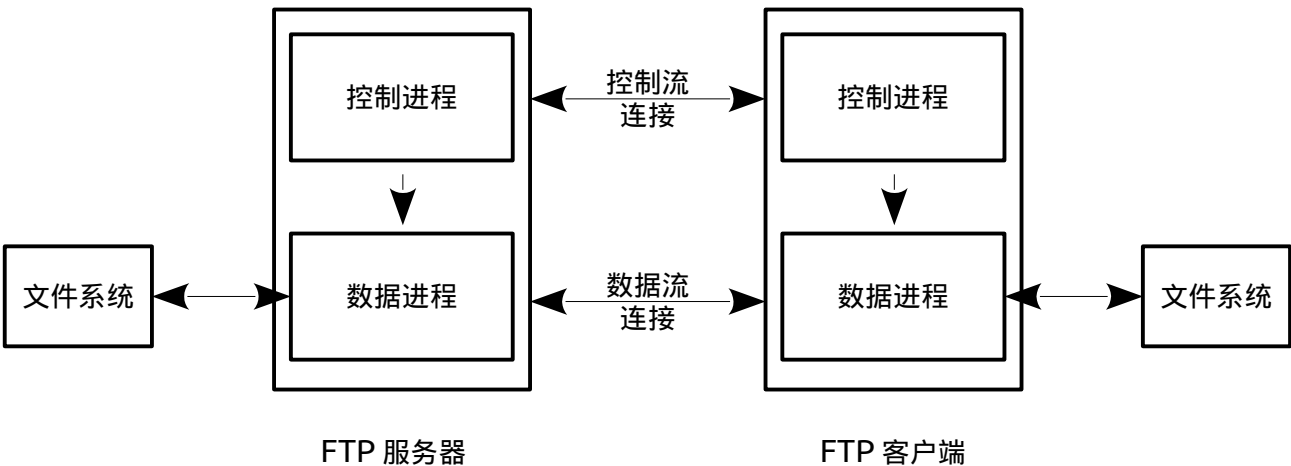 控制进程
控制流
连接
控制进程
文件系统
数据进程
数据流
连接
数据进程
文件系统
FTP 服务器
FTP 客户端